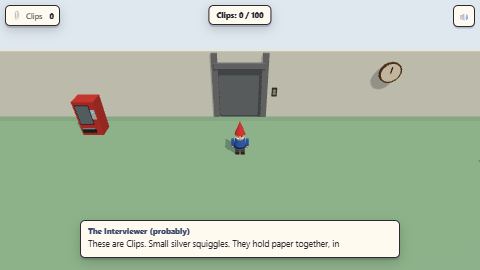 Clips 0
Clips: 0 / 100
The Interviewer (probably)
These are Clips. Small silver squiggles. They hold paper together, in